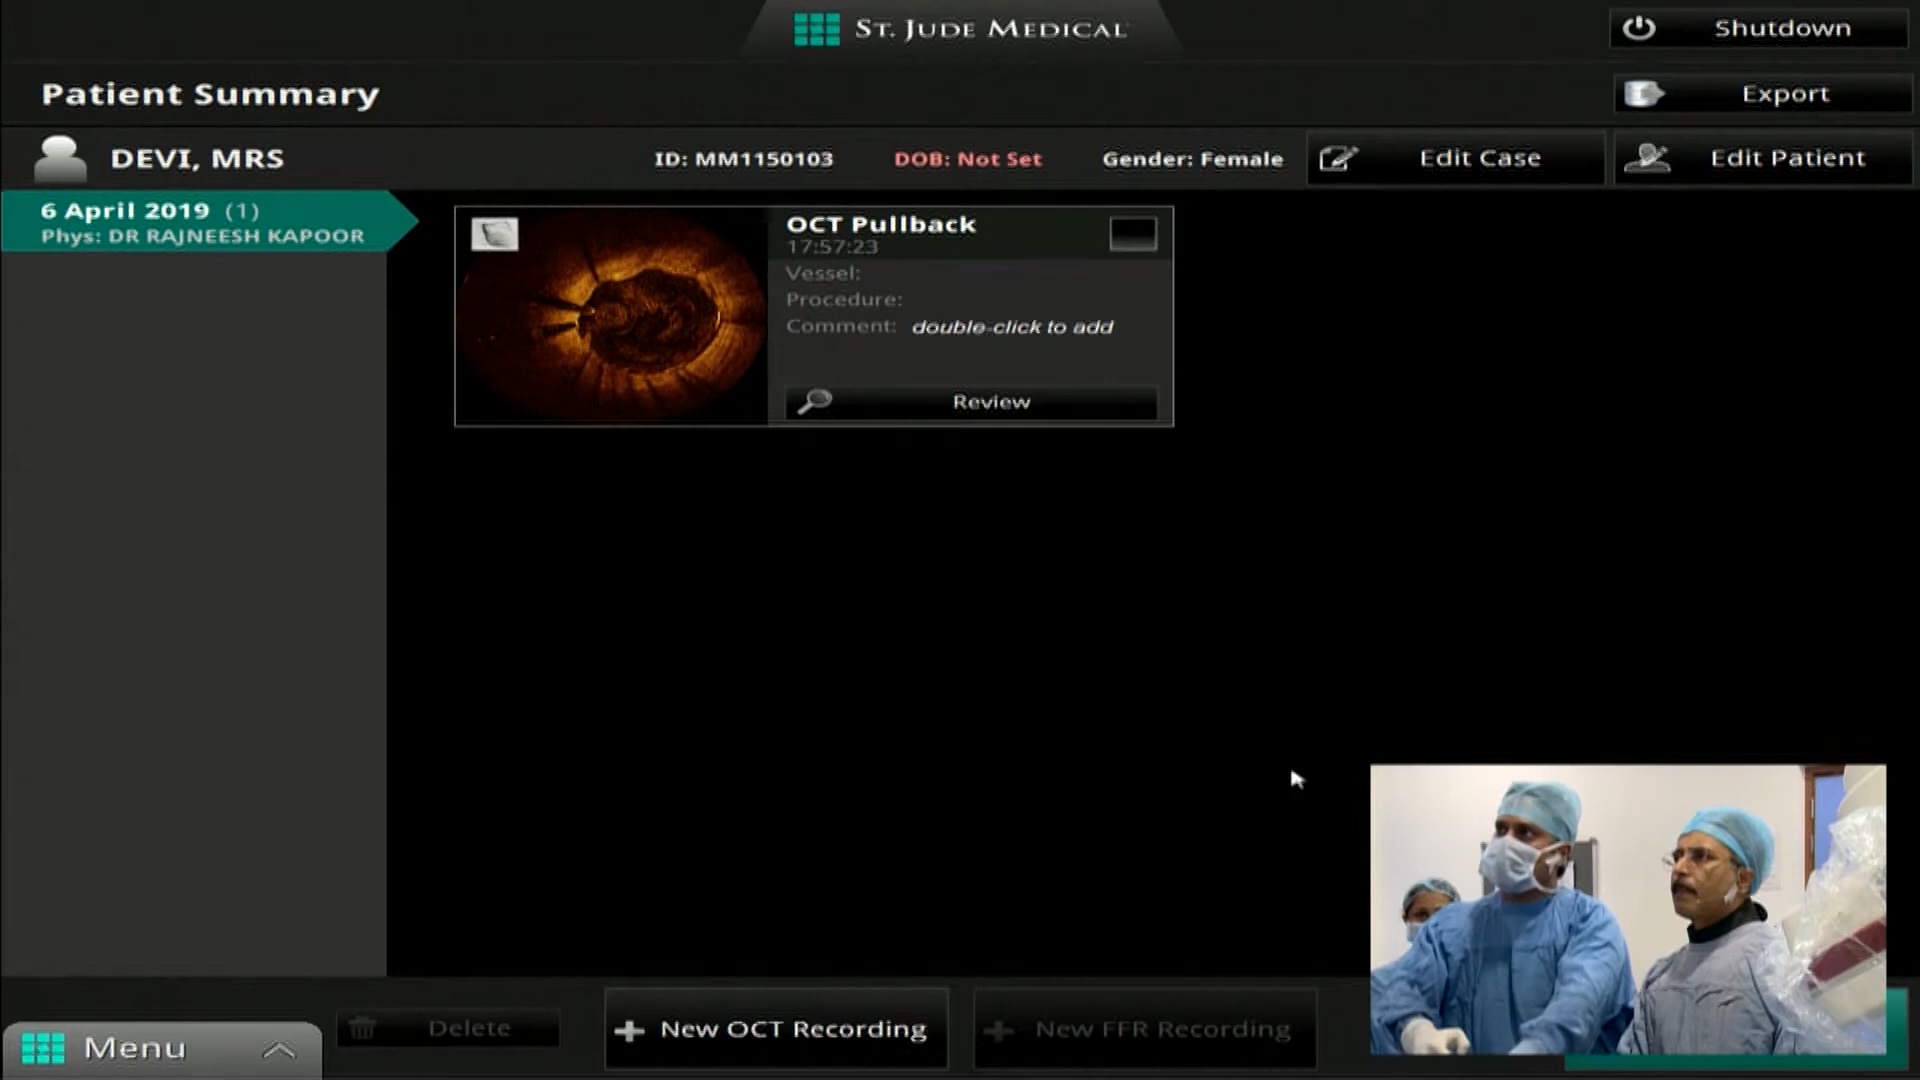 ST. JUDE MEDICAL
Shutdown
Patient Summary
Export
DEVI, MRS
ID: MM1150103
DOB: Not Set
Gender: Female
Edit Case
Edit Patient
6 April 2019 (1)
Phys: DR RAJNEESH KAPOOR
OCT Pullback
17:57:23
Vessel:
Procedure:
Comment: double-click to add
Review
Menu
Delete
New OCT Recording
New FFR Recording